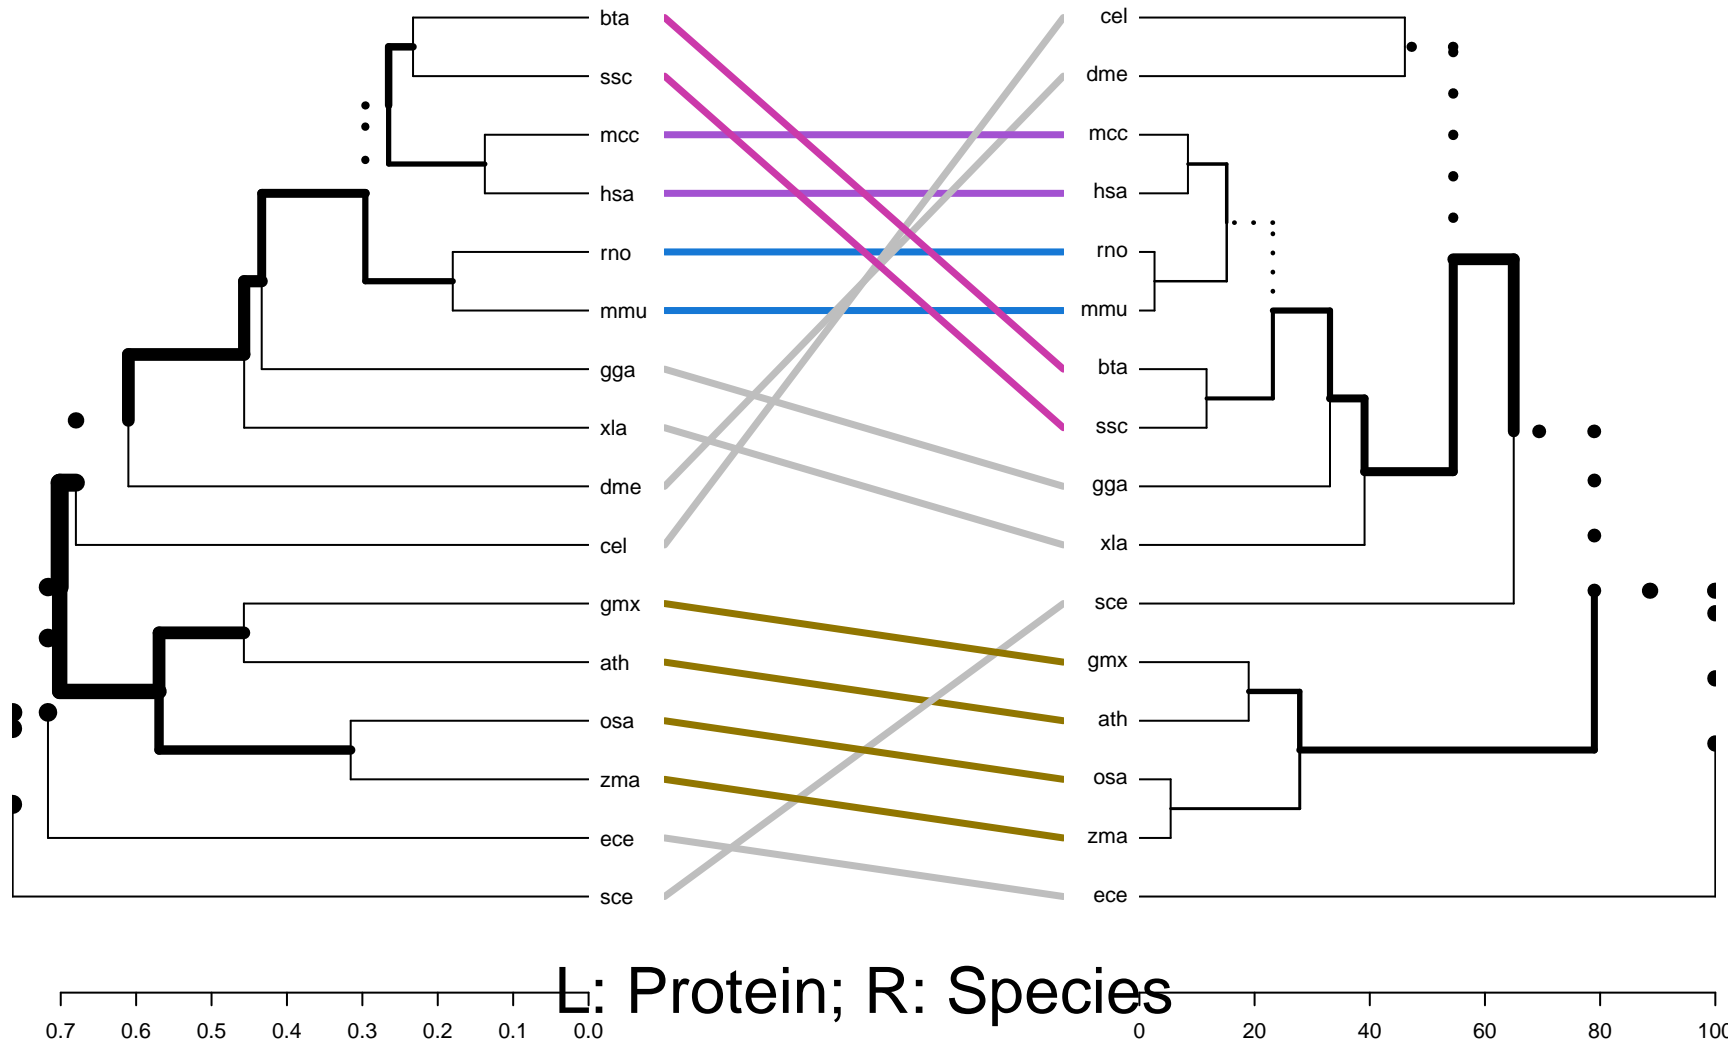 bta cel
ssc dme
mcc mcc
hsa hsa
rno rno
mmu mmu
gga bta
xla ssc
dme gga
cel xla
gmx sce
ath gmx
osa ath
zma osa
ece zma
sce ece
L: Protein; R: Species
0.7 0.6 0.5 0.4 0.3 0.2 0.1 0.0 0 20 40 60 80 100